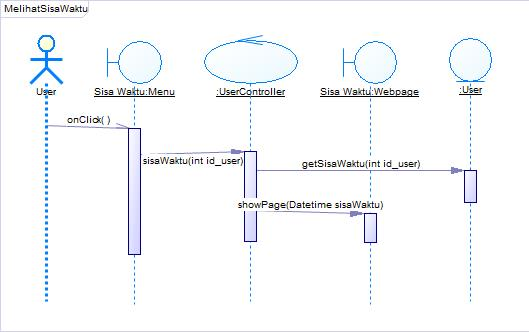 MelihatSisaWaktu
User
Sisa Waktu:Menu
:UserController
Sisa Waktu:Webpage
:User
onClick( )
sisaWaktu(int id_user)
getSisaWaktu(int id_user)
showPage(Datetime sisaWaktu)